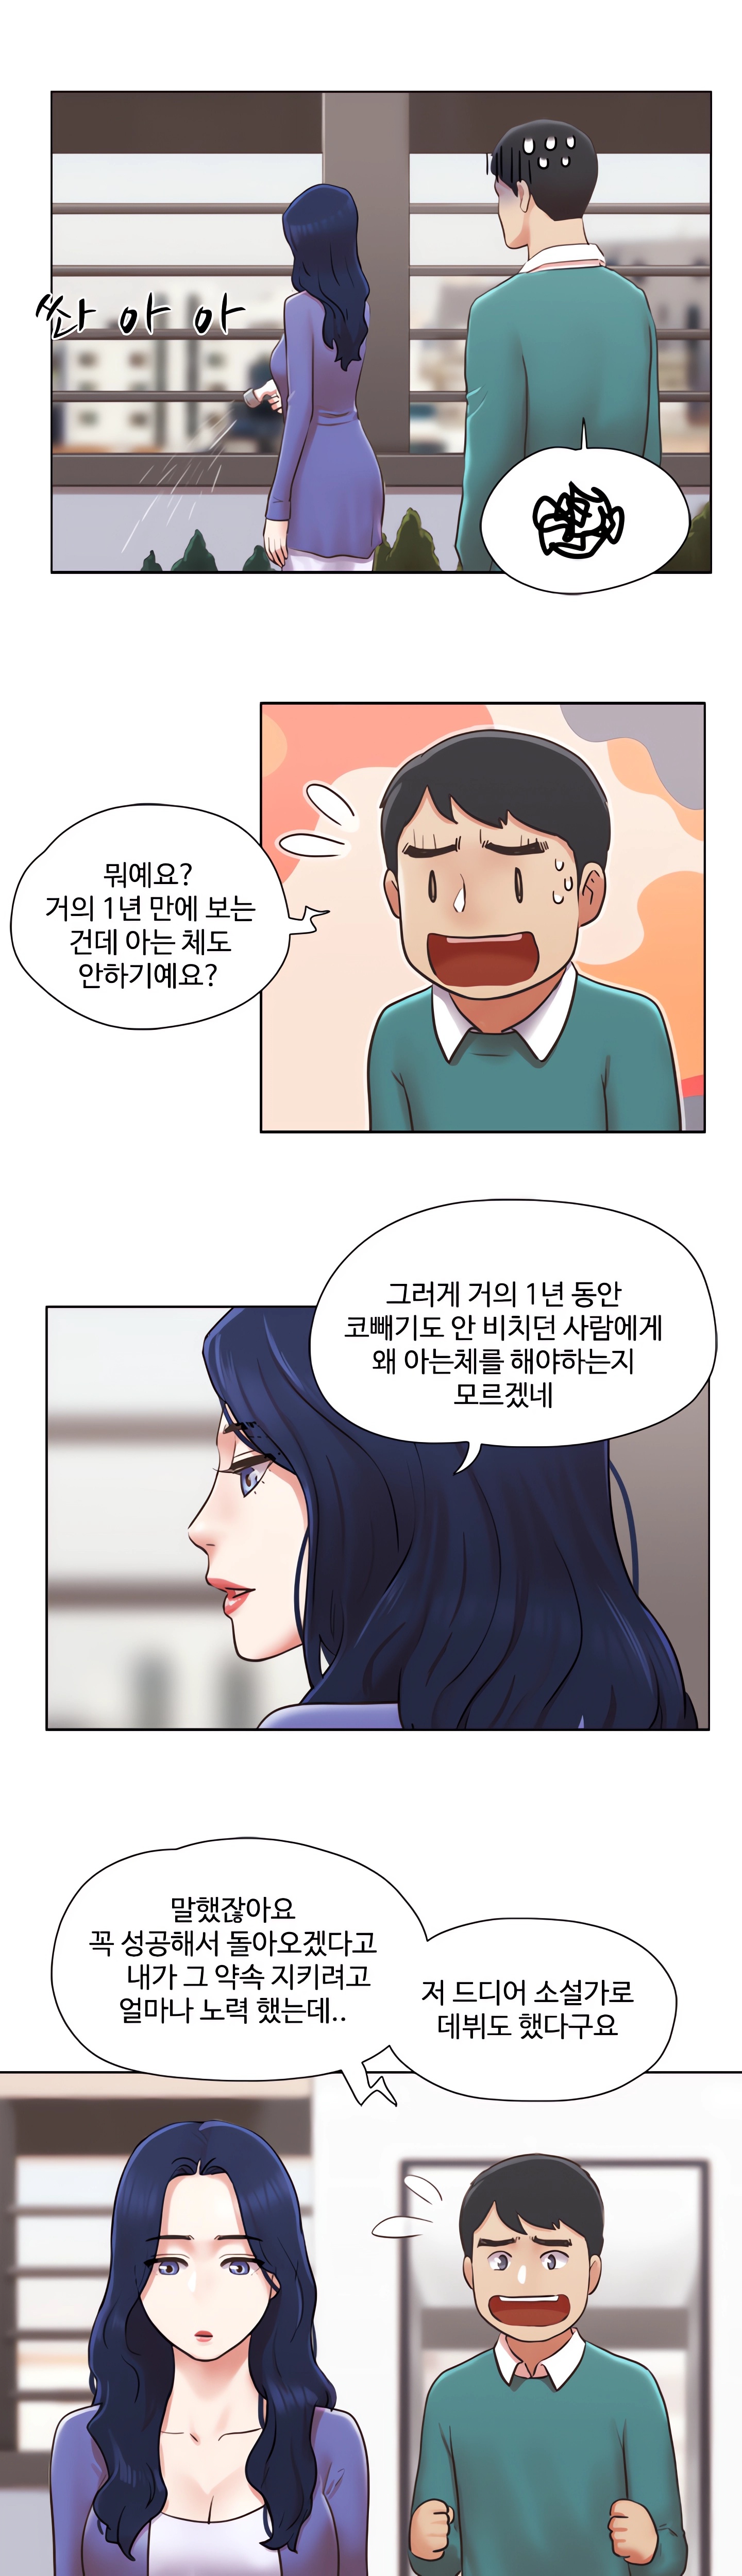 쏴 아 아
뭐예요?
거의 1년 만에 보는
건데 아는 체도
안하기예요?
그러게 거의 1년 동안
코빼기도 안 비치던 사람에게
왜 아는체를 해야하는지
모르겠네
말했잖아요
꼭 성공해서 돌아오겠다고
내가 그 약속 지키려고
얼마나 노력 했는데..
저 드디어 소설가로
데뷔도 했다구요